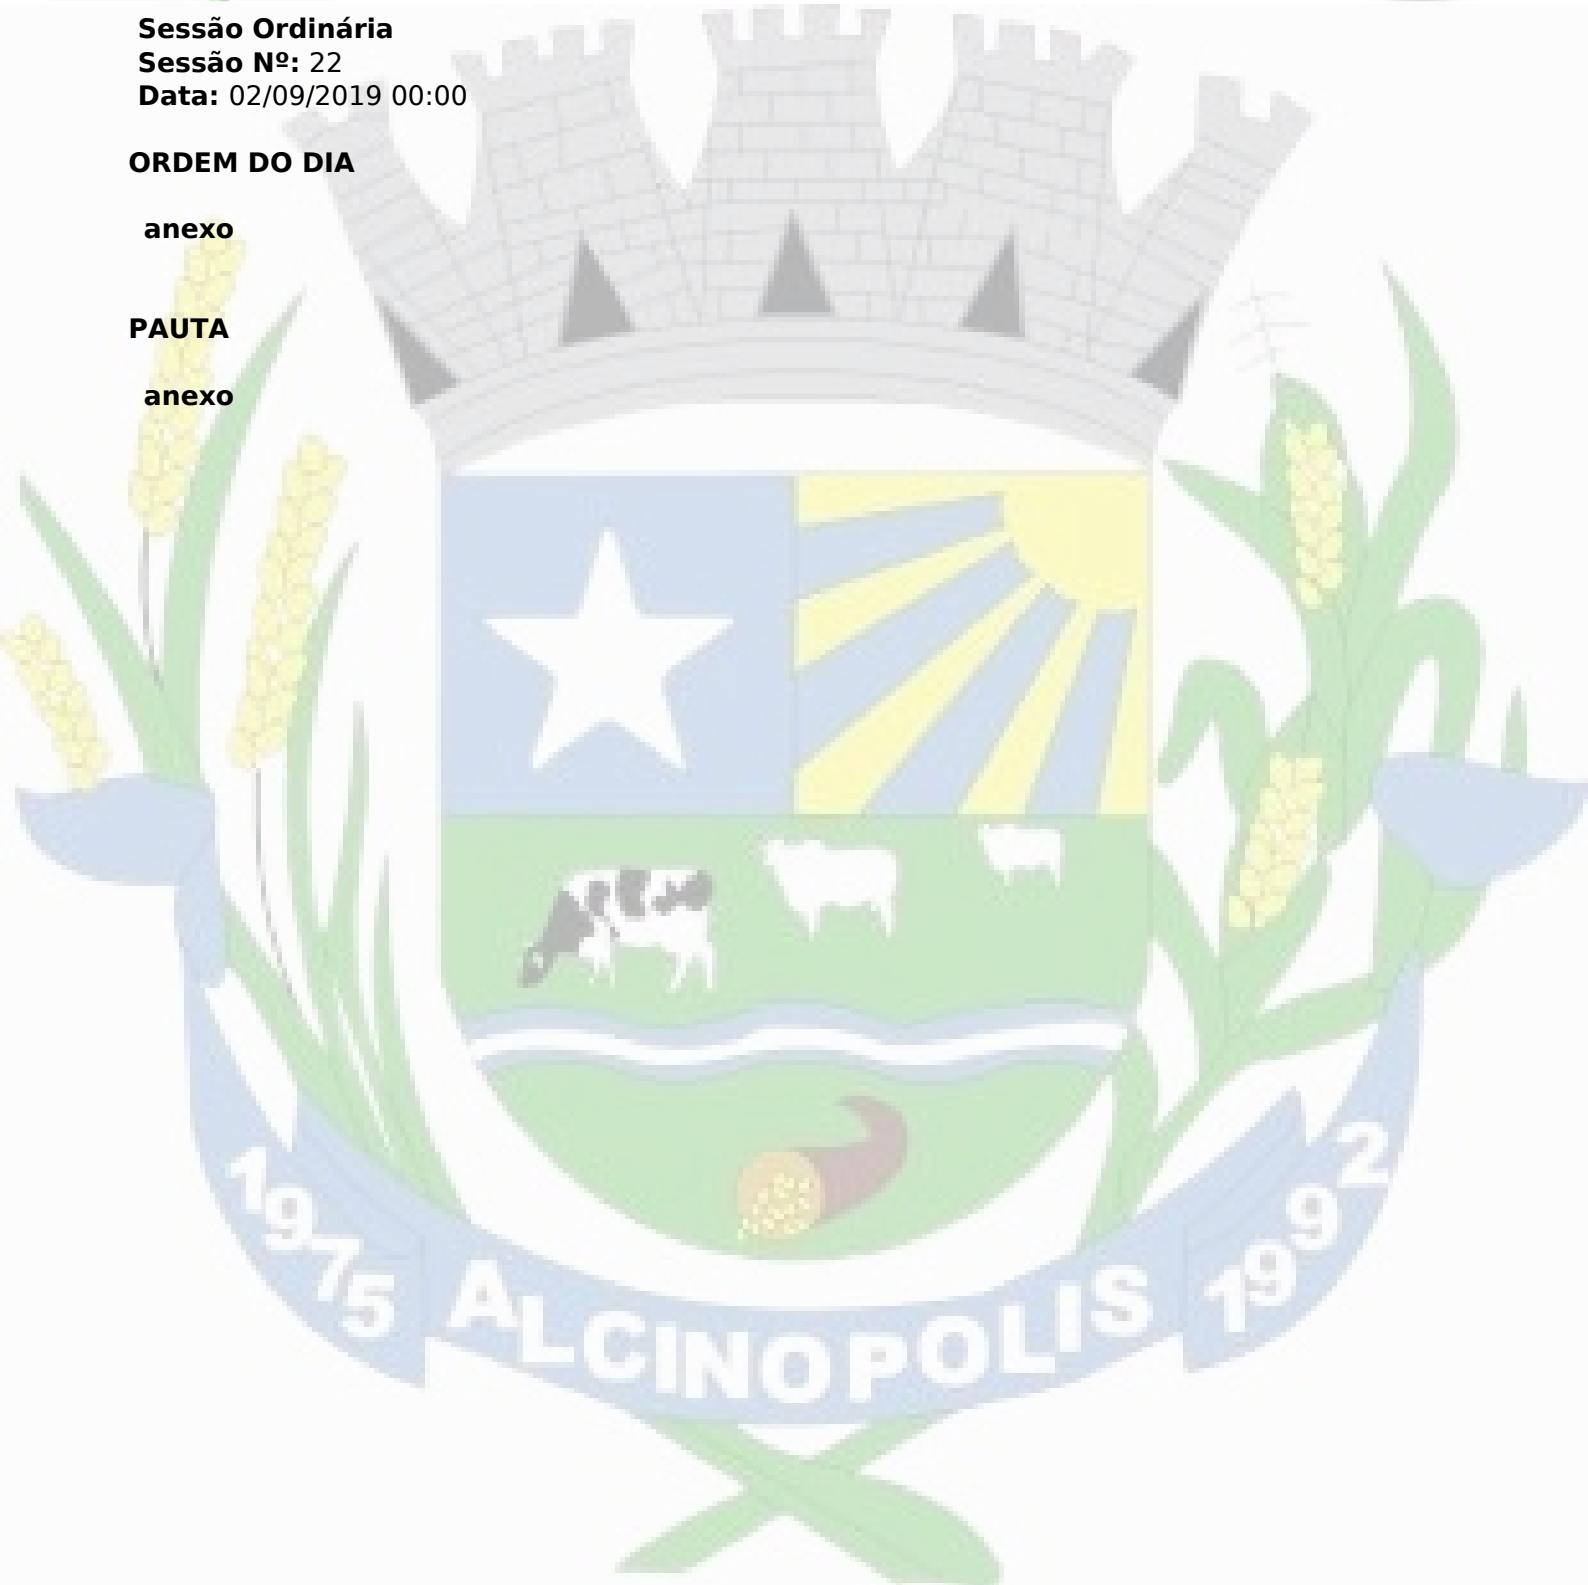 Sessão Ordinária
Sessão Nº: 22
Data: 02/09/2019 00:00
ORDEM DO DIA
anexo
PAUTA
anexo
1975 ALCINOPOLIS 1992